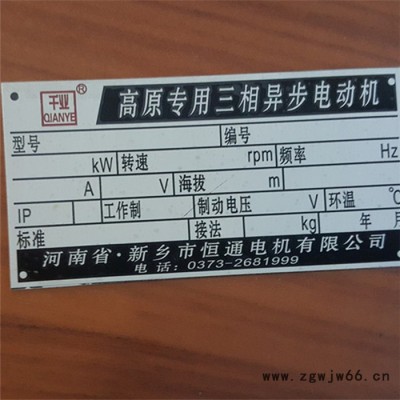 千业 ® 高原专用三相异步电动机
QIANYE
型号 编号
kW 转速 rpm 频率 Hz
A V 海拔 m
IP 工作制 制动电压 V 环温 ℃
标准 接法 kg 年 月
河南省·新乡市恒通电机有限公司
电话:0373-2681999
www.zgwjw66.cn